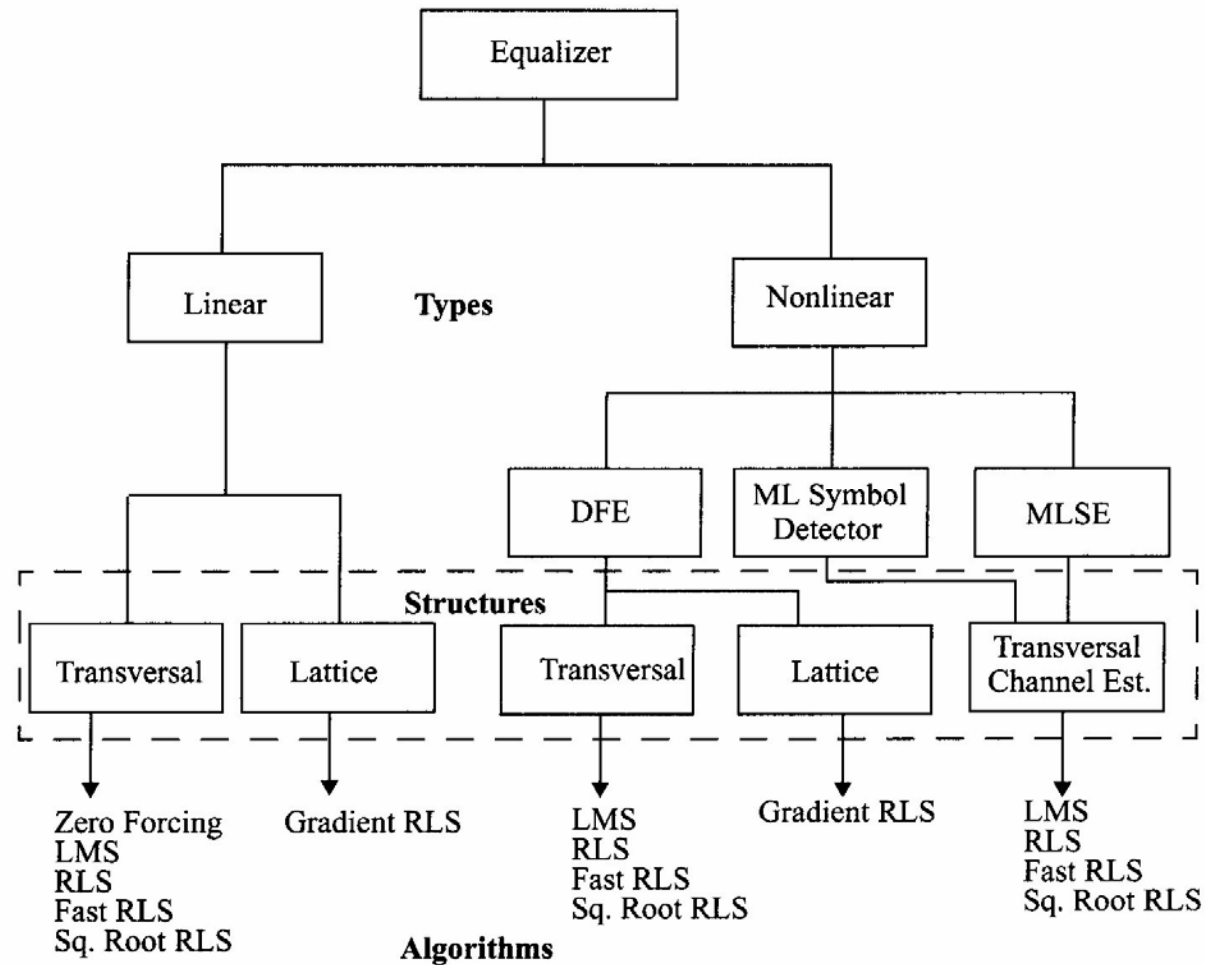 Equalizer
Linear
Types
Nonlinear
DFE
ML Symbol
Detector
MLSE
Structures
Transversal
Lattice
Transversal
Lattice
Transversal
Channel Est.
Zero Forcing
LMS
RLS
Fast RLS
Sq. Root RLS
Gradient RLS
LMS
RLS
Fast RLS
Sq. Root RLS
Gradient RLS
LMS
RLS
Fast RLS
Sq. Root RLS
Algorithms